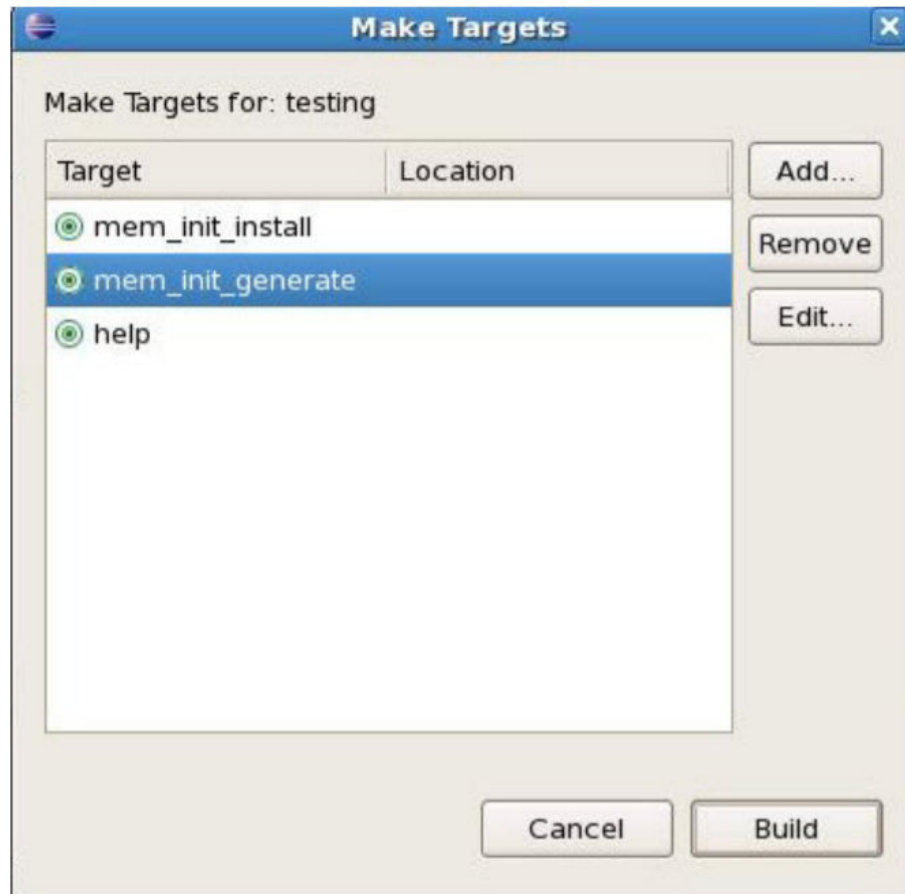 Make Targets
Make Targets for: testing
Target Location
Add...
mem_init_install
Remove
mem_init_generate
Edit...
help
Cancel Build